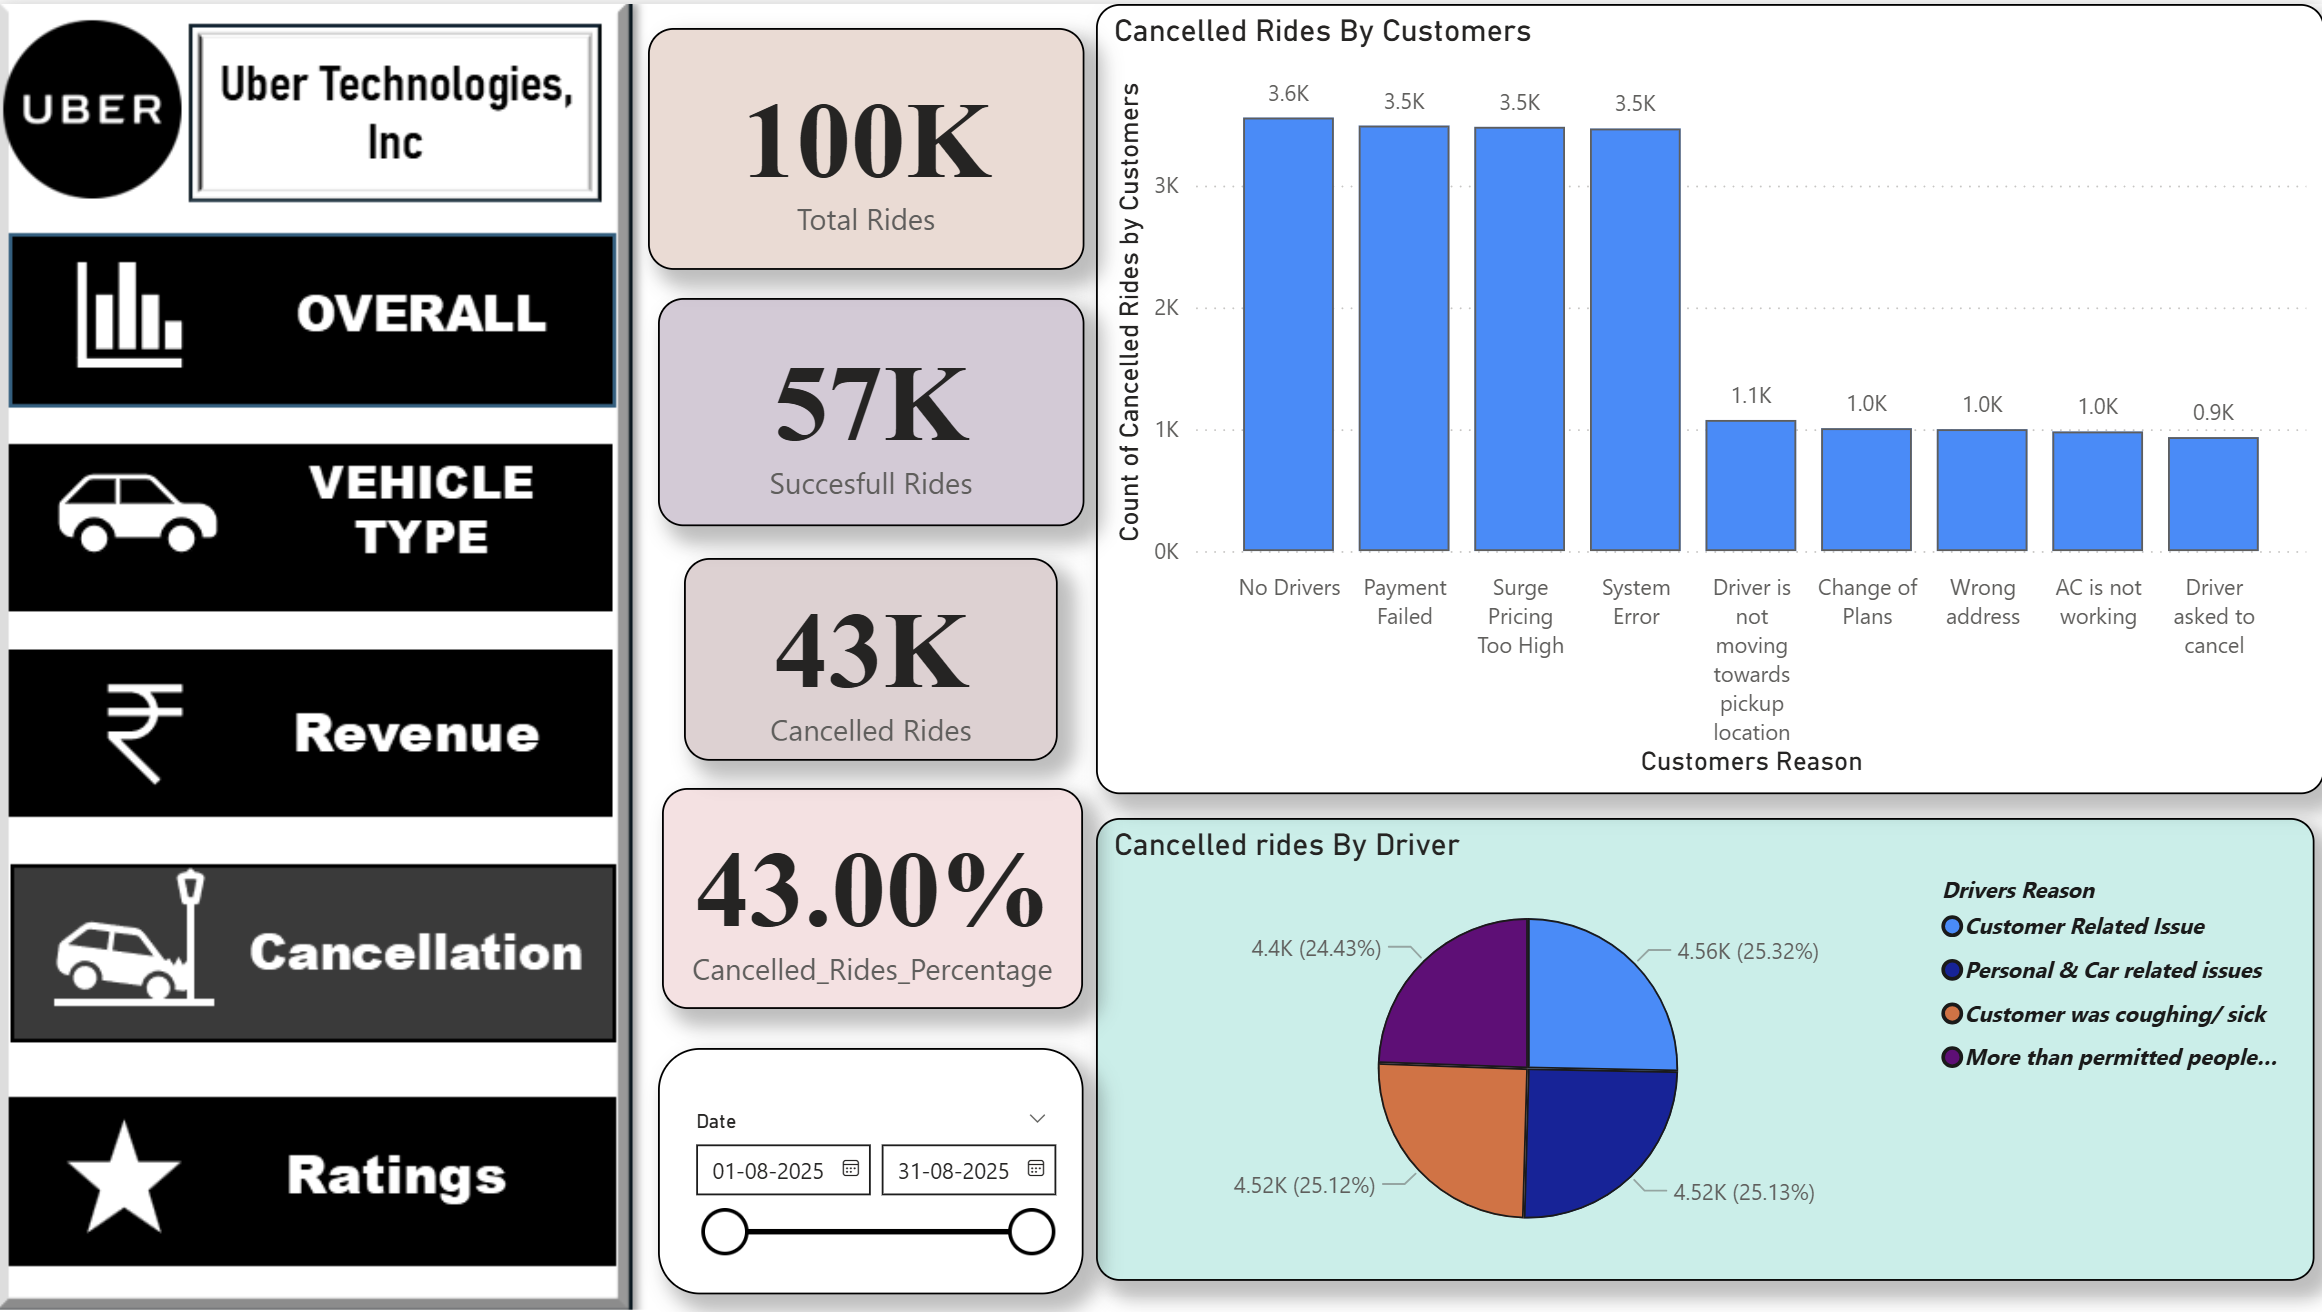 UBER
Uber Technologies,
Inc
OVERALL
VEHICLE
TYPE
Revenue
Cancellation
Ratings
100K
Total Rides
57K
Succesfull Rides
43K
Cancelled Rides
43.00%
Cancelled_Rides_Percentage
Date
01-08-2025
31-08-2025
Cancelled Rides By Customers
Count of Cancelled Rides by Customers
3K
2K
1K
0K
3.6K
3.5K
3.5K
3.5K
1.1K
1.0K
1.0K
1.0K
0.9K
No Drivers
Payment
Failed
Surge
Pricing
Too High
System
Error
Driver is
not
moving
towards
pickup
location
Change of
Plans
Wrong
address
AC is not
working
Driver
asked to
cancel
Customers Reason
Cancelled rides By Driver
4.4K (24.43%)
4.56K (25.32%)
4.52K (25.12%)
4.52K (25.13%)
Drivers Reason
Customer Related Issue
Personal & Car related issues
Customer was coughing/ sick
More than permitted people...